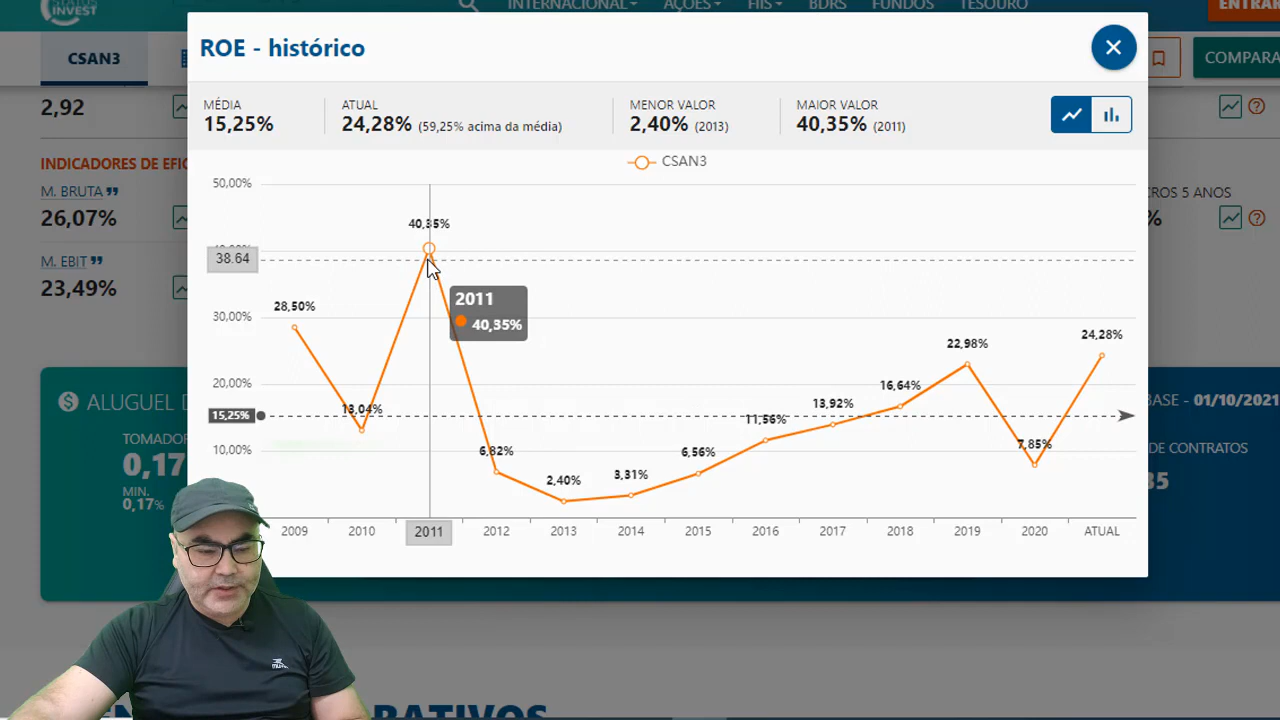 STATUS
INVEST
INTERNACIONAL
AÇÕES
FIIS
BDRS
FUNDOS
TESOURO
ENTRAR
CSAN3
COMPARA
ROE - histórico
MÉDIA
15,25%
ATUAL
24,28% (59,25% acima da média)
MENOR VALOR
2,40% (2013)
MAIOR VALOR
40,35% (2011)
2,92
INDICADORES DE EFIC
M. BRUTA
26,07%
M. EBIT
23,49%
CROS 5 ANOS
%
CSAN3
50,00%
38.64
30,00%
20,00%
15,25%
10,00%
28,50%
13,04%
40,35%
6,82%
2,40%
3,31%
6,56%
11,56%
13,92%
16,64%
22,98%
7,85%
24,28%
2011
40,35%
2009 2010 2011 2012 2013 2014 2015 2016 2017 2018 2019 2020 ATUAL
ALUGUEL D
TOMADOR
0,17
MIN.
0,17%
BASE - 01/10/2021
DE CONTRATOS
35